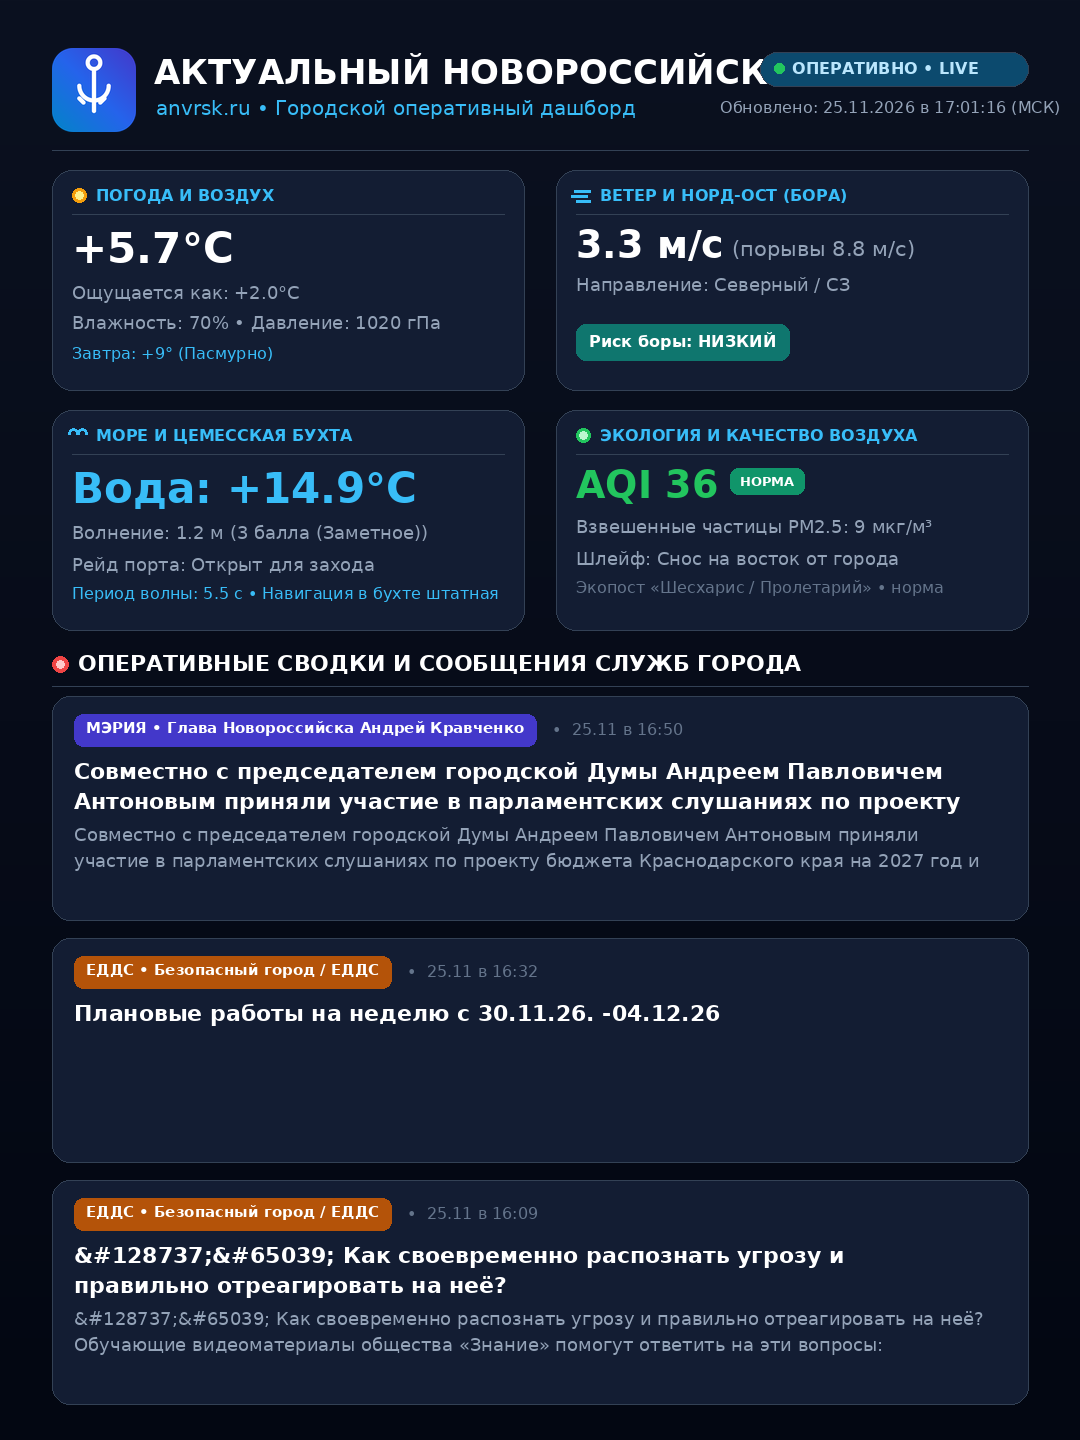 АКТУАЛЬНЫЙ НОВОРОССИЙСК
ОПЕРАТИВНО • LIVE
anvrsk.ru • Городской оперативный дашборд
Обновлено: 25.11.2026 в 17:01:16 (МСК)
ПОГОДА И ВОЗДУХ
+5.7°C
Ощущается как: +2.0°C
Влажность: 70% • Давление: 1020 гПа
Завтра: +9° (Пасмурно)
ВЕТЕР И НОРД-ОСТ (БОРА)
3.3 м/с (порывы 8.8 м/с)
Направление: Северный / СЗ
Риск боры: НИЗКИЙ
МОРЕ И ЦЕМЕССКАЯ БУХТА
Вода: +14.9°C
Волнение: 1.2 м (3 балла (Заметное))
Рейд порта: Открыт для захода
Период волны: 5.5 с • Навигация в бухте штатная
ЭКОЛОГИЯ И КАЧЕСТВО ВОЗДУХА
AQI 36 НОРМА
Взвешенные частицы PM2.5: 9 мкг/м³
Шлейф: Снос на восток от города
Экопост «Шесхарис / Пролетарий» • норма
ОПЕРАТИВНЫЕ СВОДКИ И СООБЩЕНИЯ СЛУЖБ ГОРОДА
МЭРИЯ • Глава Новороссийска Андрей Кравченко • 25.11 в 16:50
Совместно с председателем городской Думы Андреем Павловичем
Антоновым приняли участие в парламентских слушаниях по проекту
Совместно с председателем городской Думы Андреем Павловичем Антоновым приняли
участие в парламентских слушаниях по проекту бюджета Краснодарского края на 2027 год и
ЕДДС • Безопасный город / ЕДДС • 25.11 в 16:32
Плановые работы на неделю с 30.11.26. -04.12.26
ЕДДС • Безопасный город / ЕДДС • 25.11 в 16:09
&#128737;&#65039; Как своевременно распознать угрозу и
правильно отреагировать на неё?
&#128737;&#65039; Как своевременно распознать угрозу и правильно отреагировать на неё?
Обучающие видеоматериалы общества «Знание» помогут ответить на эти вопросы: